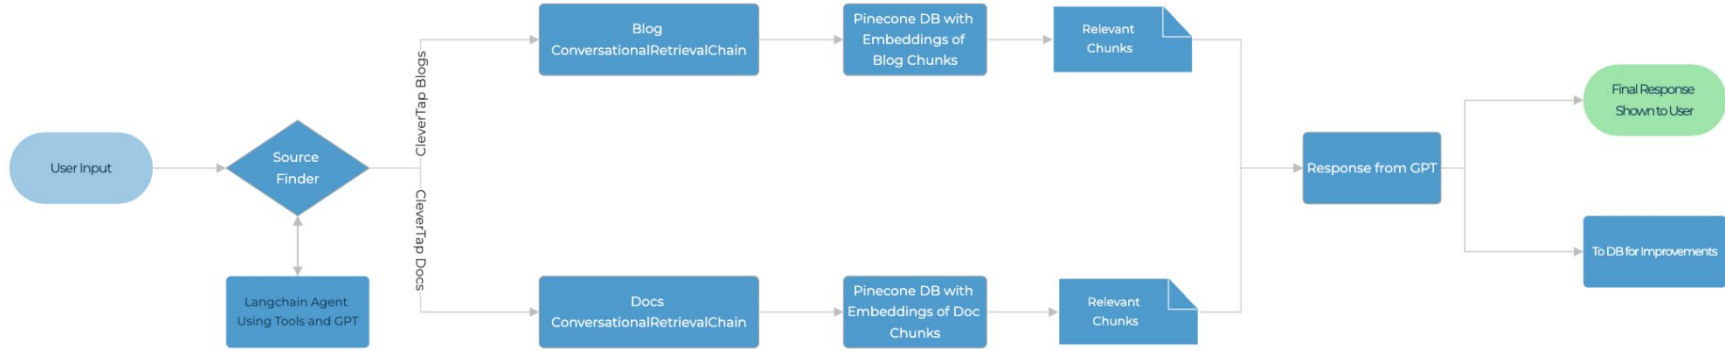 User Input
Source
Finder
Langchain Agent
Using Tools and GPT
CleverTap Blogs
CleverTap Docs
Blog
ConversationalRetrievalChain
Pinecone DB with
Embeddings of
Blog Chunks
Relevant
Chunks
Docs
ConversationalRetrievalChain
Pinecone DB with
Embeddings of Doc
Chunks
Relevant
Chunks
Response from GPT
Final Response
Shown to User
To DB for Improvements